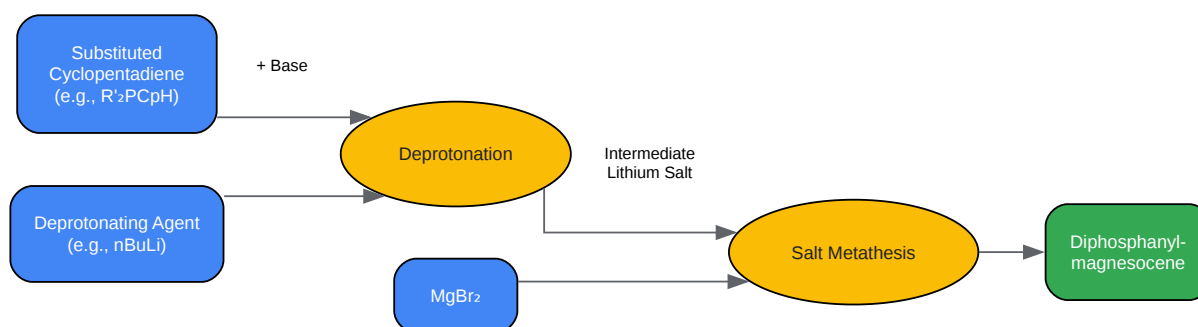 Substituted
Cyclopentadiene
(e.g., R'₂PCpH)
+ Base
Deprotonation
Intermediate
Lithium Salt
Deprotonating Agent
(e.g., nBuLi)
Salt Metathesis
Diphosphanyl-
magnesocene
MgBr₂